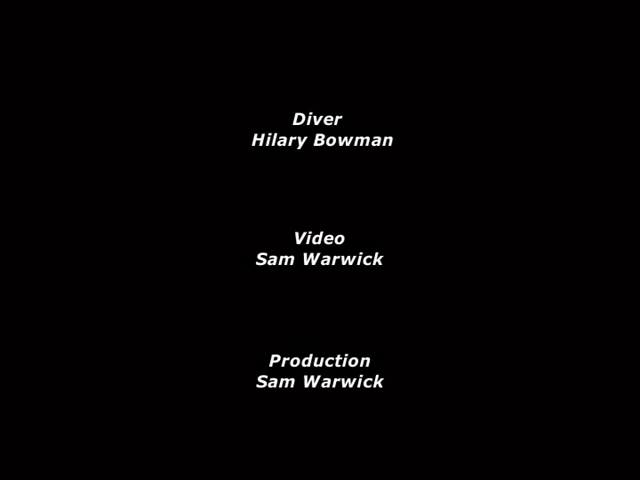 Diver
Hilary Bowman
Video
Sam Warwick
Production
Sam Warwick